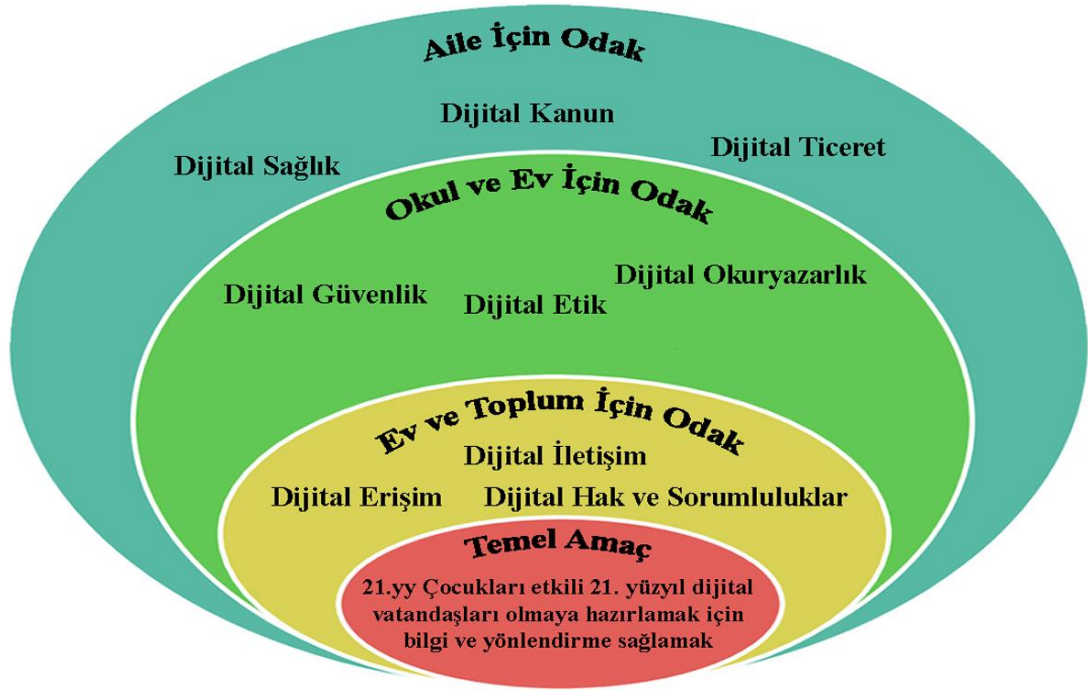 Aile İçin Odak
Dijital Kanun
Dijital Ticeret
Dijital Sağlık
Okul ve Ev İçin Odak
Dijital Okuryazarlık
Dijital Güvenlik
Dijital Etik
Ev ve Toplum İçin Odak
Dijital İletişim
Dijital Erişim
Dijital Hak ve Sorumluluklar
Temel Amaç
21.yy Çocukları etkili 21. yüzyıl dijital
vatandaşları olmaya hazırlamak için
bilgi ve yönlendirme sağlamak